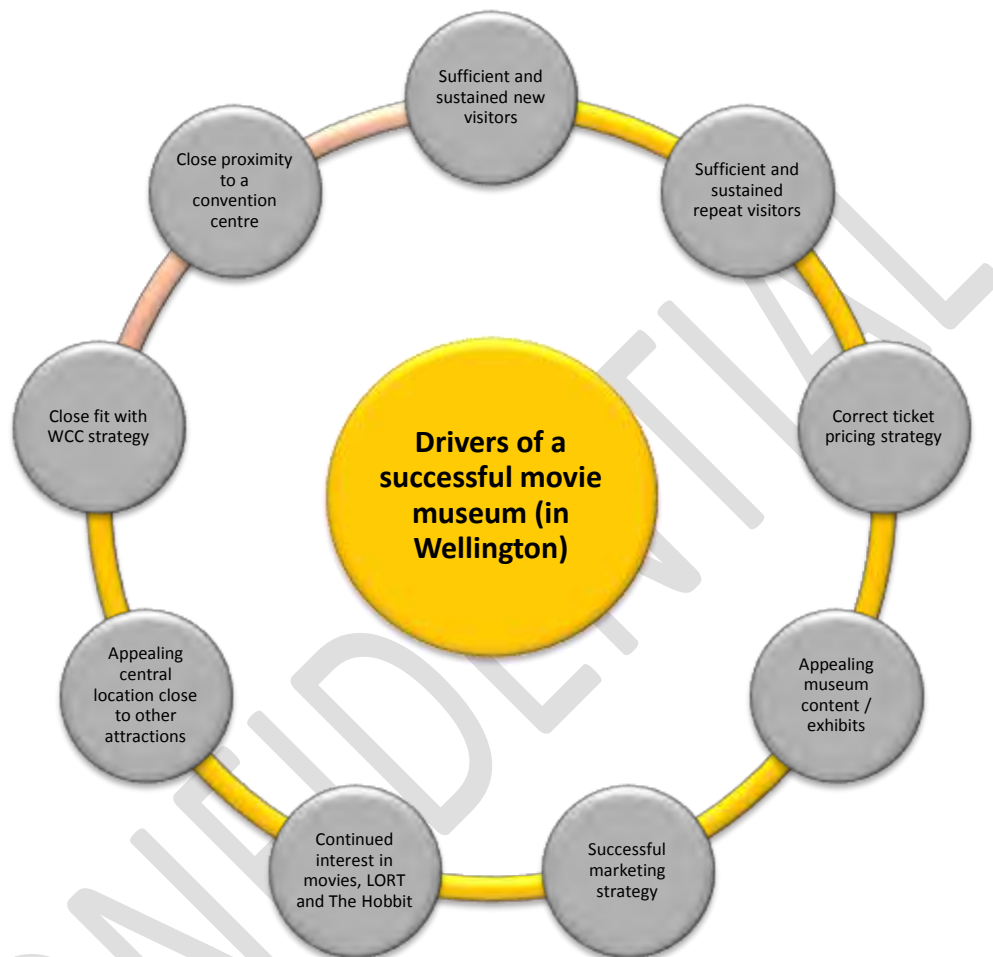 Sufficient and
sustained new
visitors
Sufficient and
sustained
repeat visitors
Correct ticket
pricing strategy
Appealing
museum
content /
exhibits
Successful
marketing
strategy
Continued
interest in
movies, LORT
and The Hobbit
Appealing
central
location close
to other
attractions
Close fit with
WCC strategy
Close proximity
to a
convention
centre
Drivers of a
successful movie
museum (in
Wellington)
CONFIDENTIAL